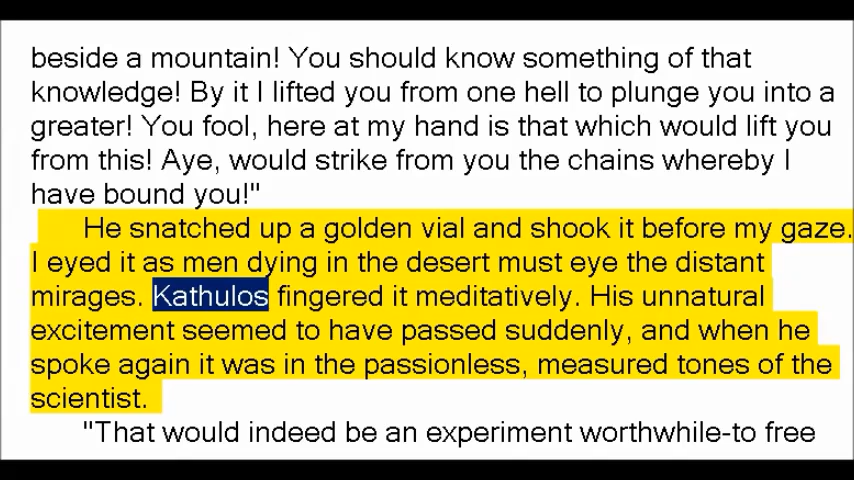 beside a mountain! You should know something of that
knowledge! By it I lifted you from one hell to plunge you into a
greater! You fool, here at my hand is that which would lift you
from this! Aye, would strike from you the chains whereby I
have bound you!"
He snatched up a golden vial and shook it before my gaze.
I eyed it as men dying in the desert must eye the distant
mirages. Kathulos fingered it meditatively. His unnatural
excitement seemed to have passed suddenly, and when he
spoke again it was in the passionless, measured tones of the
scientist.
"That would indeed be an experiment worthwhile-to free